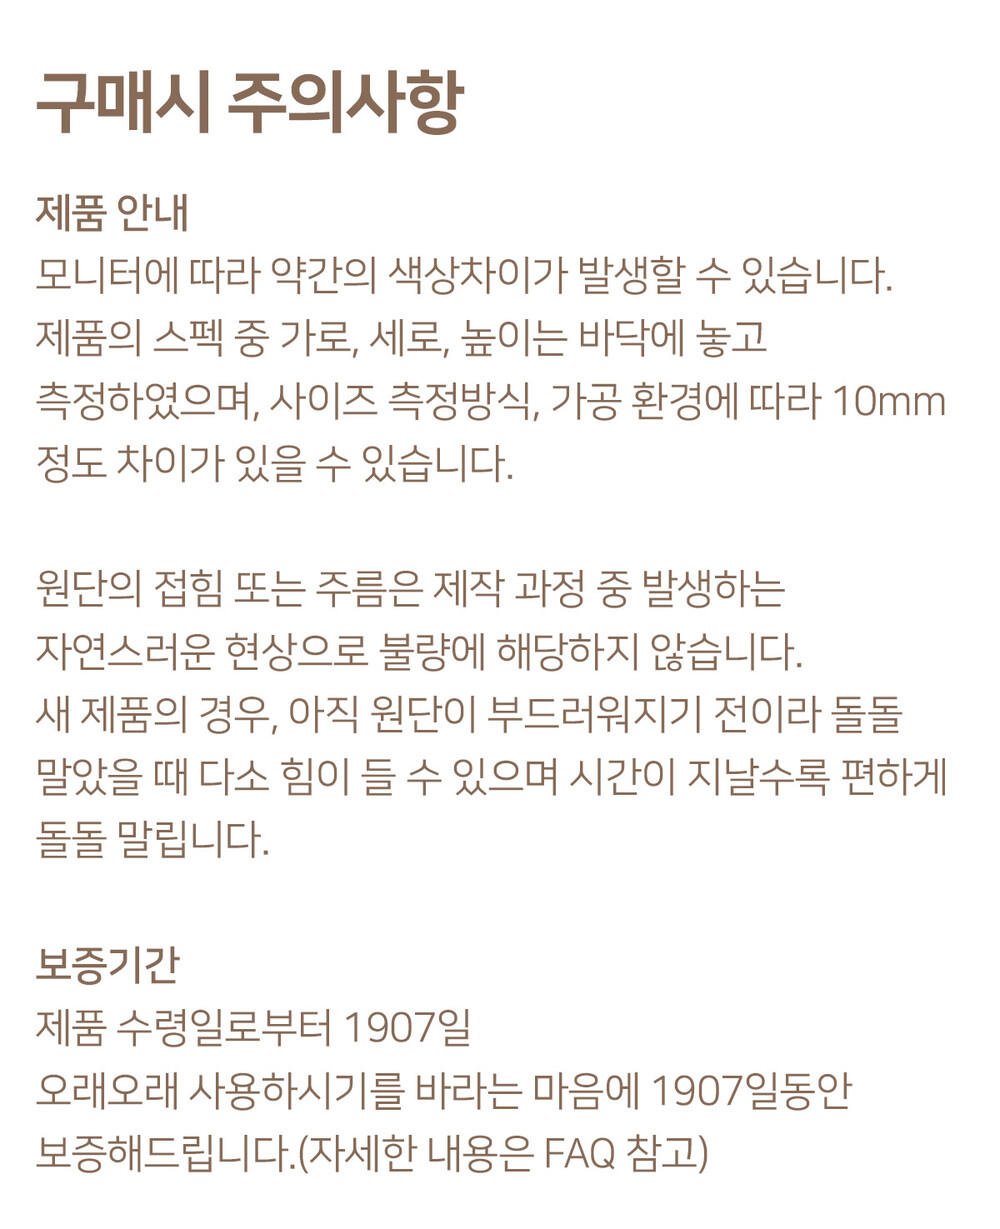 구매시 주의사항
제품 안내
모니터에 따라 약간의 색상차이가 발생할 수 있습니다.
제품의 스펙 중 가로, 세로, 높이는 바닥에 놓고
측정하였으며, 사이즈 측정방식, 가공 환경에 따라 10mm
정도 차이가 있을 수 있습니다.
원단의 접힘 또는 주름은 제작 과정 중 발생하는
자연스러운 현상으로 불량에 해당하지 않습니다.
새 제품의 경우, 아직 원단이 부드러워지기 전이라 돌돌
말았을 때 다소 힘이 들 수 있으며 시간이 지날수록 편하게
돌돌 말립니다.
보증기간
제품 수령일로부터 1907일
오래오래 사용하시기를 바라는 마음에 1907일동안
보증해드립니다.(자세한 내용은 FAQ 참고)